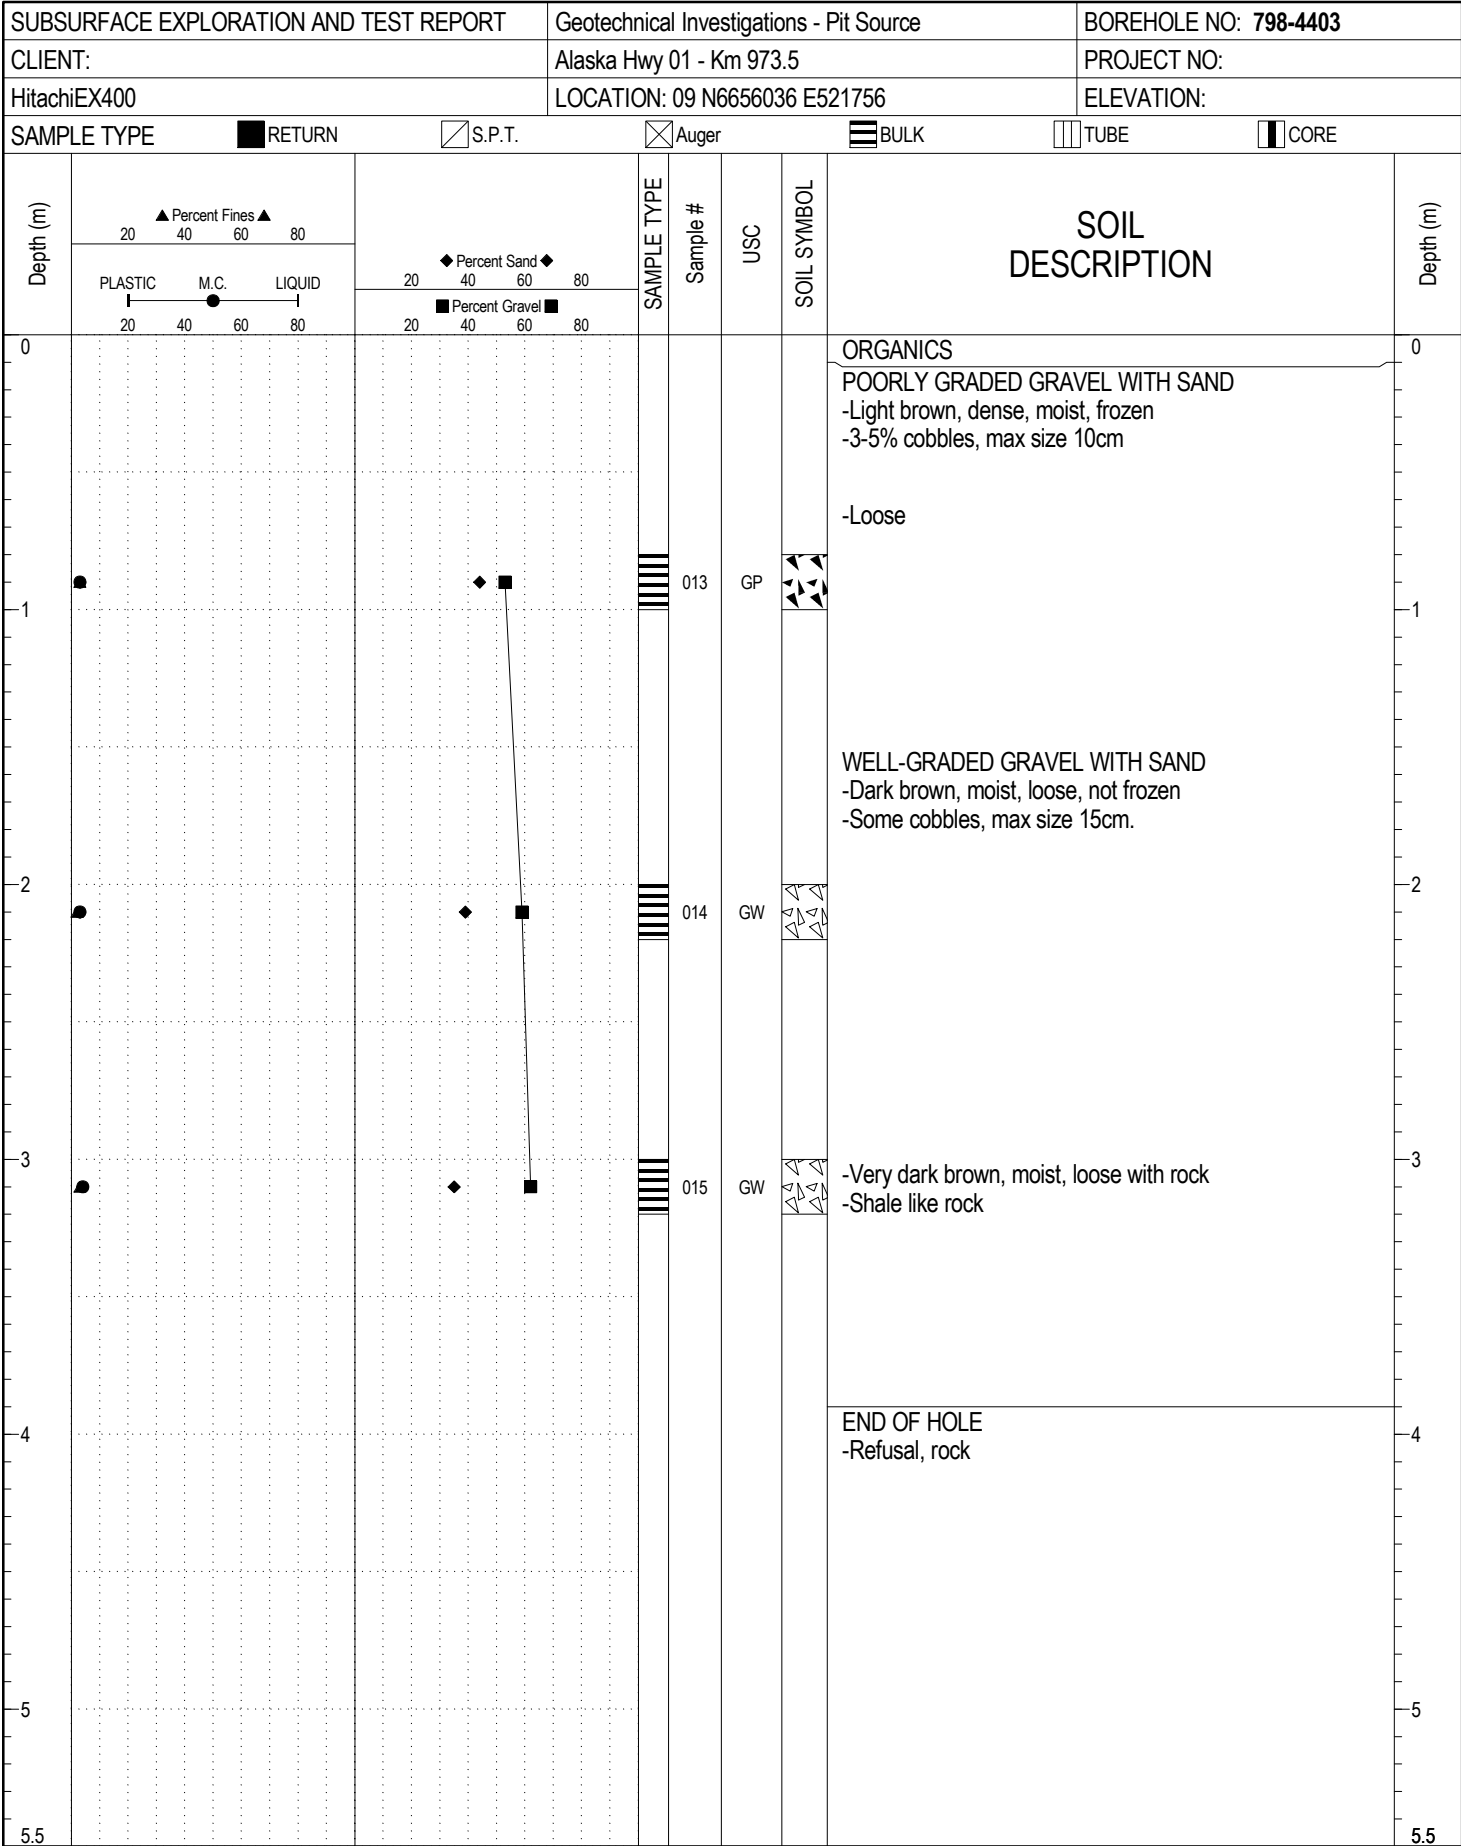 SUBSURFACE EXPLORATION AND TEST REPORT
Geotechnical Investigations - Pit Source
BOREHOLE NO: 798-4403
CLIENT:
Alaska Hwy 01 - Km 973.5
PROJECT NO:
HitachiEX400
LOCATION: 09 N6656036 E521756
ELEVATION:
SAMPLE TYPE RETURN S.P.T. Auger BULK TUBE CORE
Depth (m)
Percent Fines
20 40 60 80
PLASTIC M.C. LIQUID
20 40 60 80
Percent Sand
20 40 60 80
Percent Gravel
20 40 60 80
SAMPLE TYPE
Sample #
USC
SOIL SYMBOL
SOIL
DESCRIPTION
Depth (m)
0 0
ORGANICS
POORLY GRADED GRAVEL WITH SAND
-Light brown, dense, moist, frozen
-3-5% cobbles, max size 10cm
-Loose
013 GP
1 1
WELL-GRADED GRAVEL WITH SAND
-Dark brown, moist, loose, not frozen
-Some cobbles, max size 15cm.
2 2
014 GW
3 3
-Very dark brown, moist, loose with rock
015 GW
-Shale like rock
END OF HOLE
4 4
-Refusal, rock
5 5
5.5 5.5